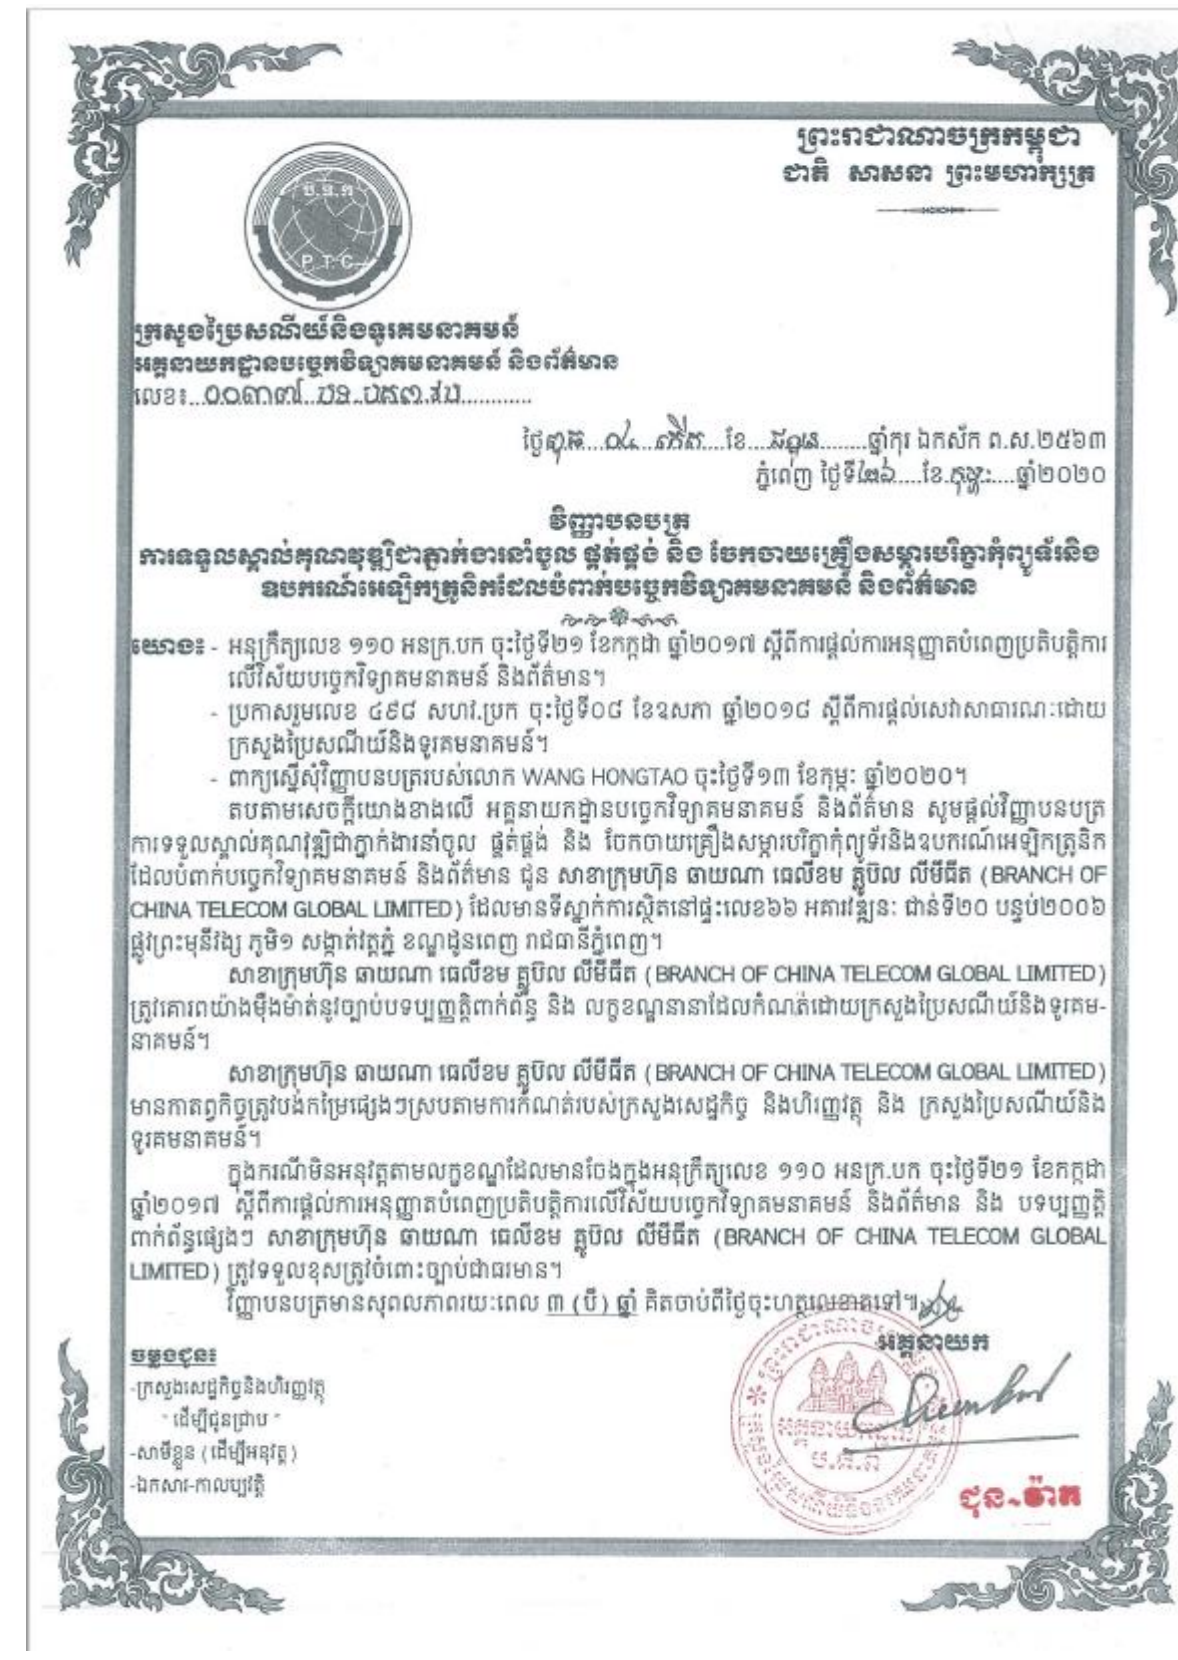 ព្រះរាជាណាចក្រកម្ពុជា
ជាតិ សាសនា ព្រះមហាក្សត្រ
ប.ន.ក
P.T.C
ក្រសួងប្រៃសណីយ៍និងទូរគមនាគមន៍
អគ្គនាយកដ្ឋានបច្ចេកវិទ្យាគមនាគមន៍ និងព័ត៌មាន
លេខ៖
ថ្ងៃពុធ ០៤ កើត ខែ ផល្គុន ឆ្នាំកុរ ឯកស័ក ព.ស.២៥៦៣
ភ្នំពេញ ថ្ងៃទី២៦ ខែកុម្ភៈ ឆ្នាំ២០២០
វិញ្ញាបនបត្រ
ការទទួលស្គាល់គុណវុឌ្ឍិជាភ្នាក់ងារនាំចូល ផ្គត់ផ្គង់ និង ចែកចាយគ្រឿងសម្ភារបរិក្ខាកុំព្យូទ័រនិង
ឧបករណ៍អេឡិកត្រូនិកដែលបំពាក់បច្ចេកវិទ្យាគមនាគមន៍ និងព័ត៌មាន
យោង៖ - អនុក្រឹត្យលេខ ១១០ អនក្រ.បក ចុះថ្ងៃទី២១ ខែកក្កដា ឆ្នាំ២០១៧ ស្តីពីការផ្តល់ការអនុញ្ញាតបំពេញប្រតិបត្តិការ
លើវិស័យបច្ចេកវិទ្យាគមនាគមន៍ និងព័ត៌មាន។
- ប្រកាសរួមលេខ ៤៩៨ សហវ.ប្រក ចុះថ្ងៃទី០៨ ខែឧសភា ឆ្នាំ២០១៨ ស្តីពីការផ្តល់សេវាសាធារណៈដោយ
ក្រសួងប្រៃសណីយ៍និងទូរគមនាគមន៍។
- ពាក្យស្នើសុំវិញ្ញាបនបត្ររបស់លោក WANG HONGTAO ចុះថ្ងៃទី១៣ ខែកុម្ភៈ ឆ្នាំ២០២០។
តបតាមសេចក្តីយោងខាងលើ អគ្គនាយកដ្ឋានបច្ចេកវិទ្យាគមនាគមន៍ និងព័ត៌មាន សូមផ្តល់វិញ្ញាបនបត្រ
ការទទួលស្គាល់គុណវុឌ្ឍិជាភ្នាក់ងារនាំចូល ផ្គត់ផ្គង់ និង ចែកចាយគ្រឿងសម្ភារបរិក្ខាកុំព្យូទ័រនិងឧបករណ៍អេឡិកត្រូនិក
ដែលបំពាក់បច្ចេកវិទ្យាគមនាគមន៍ និងព័ត៌មាន ជូន សាខាក្រុមហ៊ុន ឆាយណា ធេលីខម គ្លូប៊ល លីមីធីត (BRANCH OF
CHINA TELECOM GLOBAL LIMITED) ដែលមានទីស្នាក់ការស្ថិតនៅផ្ទះលេខ៦៦ អគារវឌ្ឍនៈ ជាន់ទី២០ បន្ទប់២០០៦
ផ្លូវព្រះមុនីវង្ស ភូមិ១ សង្កាត់វត្តភ្នំ ខណ្ឌដូនពេញ រាជធានីភ្នំពេញ។
សាខាក្រុមហ៊ុន ឆាយណា ធេលីខម គ្លូប៊ល លីមីធីត (BRANCH OF CHINA TELECOM GLOBAL LIMITED)
ត្រូវគោរពយ៉ាងម៉ឺងម៉ាត់នូវច្បាប់បទប្បញ្ញត្តិពាក់ព័ន្ធ និង លក្ខខណ្ឌនានាដែលកំណត់ដោយក្រសួងប្រៃសណីយ៍និងទូរគម-
នាគមន៍។
សាខាក្រុមហ៊ុន ឆាយណា ធេលីខម គ្លូប៊ល លីមីធីត (BRANCH OF CHINA TELECOM GLOBAL LIMITED)
មានកាតព្វកិច្ចត្រូវបង់កម្រៃផ្សេងៗស្របតាមការកំណត់របស់ក្រសួងសេដ្ឋកិច្ច និងហិរញ្ញវត្ថុ និង ក្រសួងប្រៃសណីយ៍និង
ទូរគមនាគមន៍។
ក្នុងករណីមិនអនុវត្តតាមលក្ខខណ្ឌដែលមានចែងក្នុងអនុក្រឹត្យលេខ ១១០ អនក្រ.បក ចុះថ្ងៃទី២១ ខែកក្កដា
ឆ្នាំ២០១៧ ស្តីពីការផ្តល់ការអនុញ្ញាតបំពេញប្រតិបត្តិការលើវិស័យបច្ចេកវិទ្យាគមនាគមន៍ និងព័ត៌មាន និង បទប្បញ្ញត្តិ
ពាក់ព័ន្ធផ្សេងៗ សាខាក្រុមហ៊ុន ឆាយណា ធេលីខម គ្លូប៊ល លីមីធីត (BRANCH OF CHINA TELECOM GLOBAL
LIMITED) ត្រូវទទួលខុសត្រូវចំពោះច្បាប់ជាធរមាន។
វិញ្ញាបនបត្រមានសុពលភាពរយៈពេល ៣ (បី) ឆ្នាំ គិតចាប់ពីថ្ងៃចុះហត្ថលេខាតទៅ៕
អគ្គនាយក
ចម្លងជូន៖
-ក្រសួងសេដ្ឋកិច្ចនិងហិរញ្ញវត្ថុ
" ដើម្បីជូនជ្រាប "
-សាមីខ្លួន (ដើម្បីអនុវត្ត)
-ឯកសារ-កាលប្បវត្តិ
ជុន~វ៉ាត